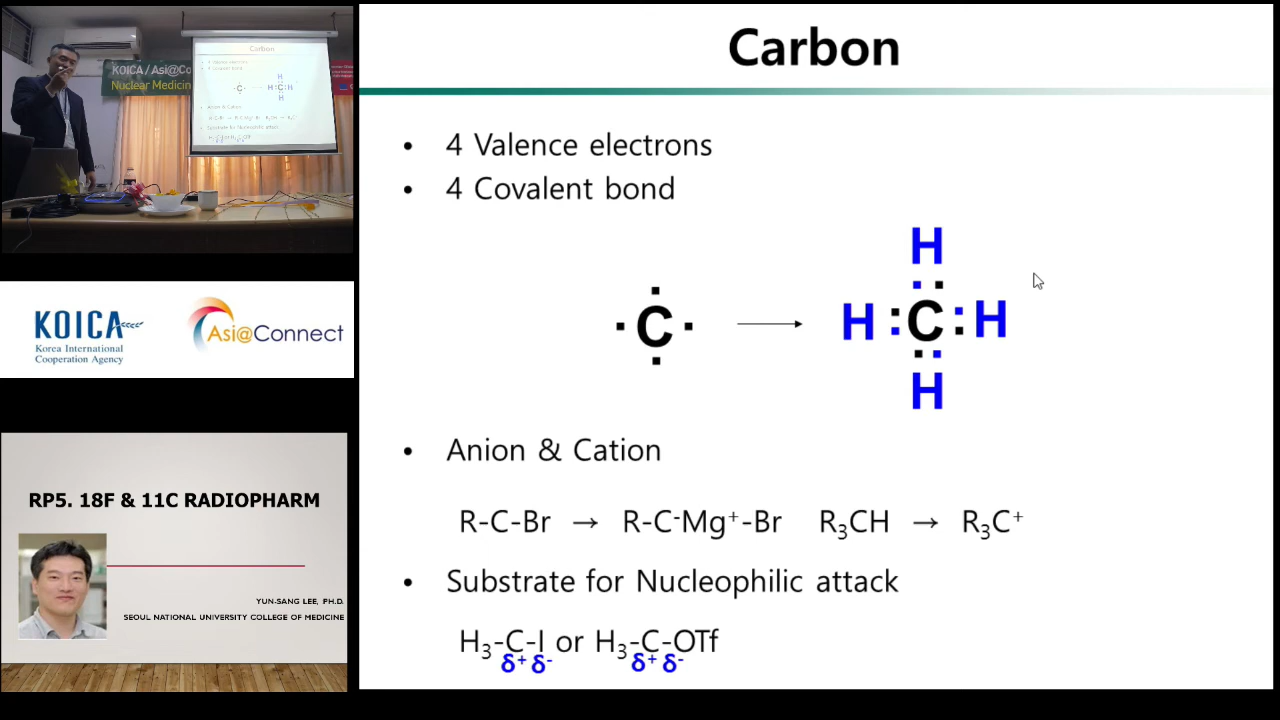 Carbon
• 4 Valence electrons
• 4 Covalent bond
H
·C· → H:C:H
H
• Anion & Cation
R-C-Br → R-C⁻Mg⁺-Br R₃CH → R₃C⁺
• Substrate for Nucleophilic attack
H₃-C-I or H₃-C-OTf
δ⁺ δ⁻ δ⁺ δ⁻
KOICA / Asi@Co
Nuclear Medicin
Carbon
KOICA
Korea International
Cooperation Agency
Asi@Connect
RP5. 18F & 11C RADIOPHARM
YUN-SANG LEE, PH.D.
SEOUL NATIONAL UNIVERSITY COLLEGE OF MEDICINE